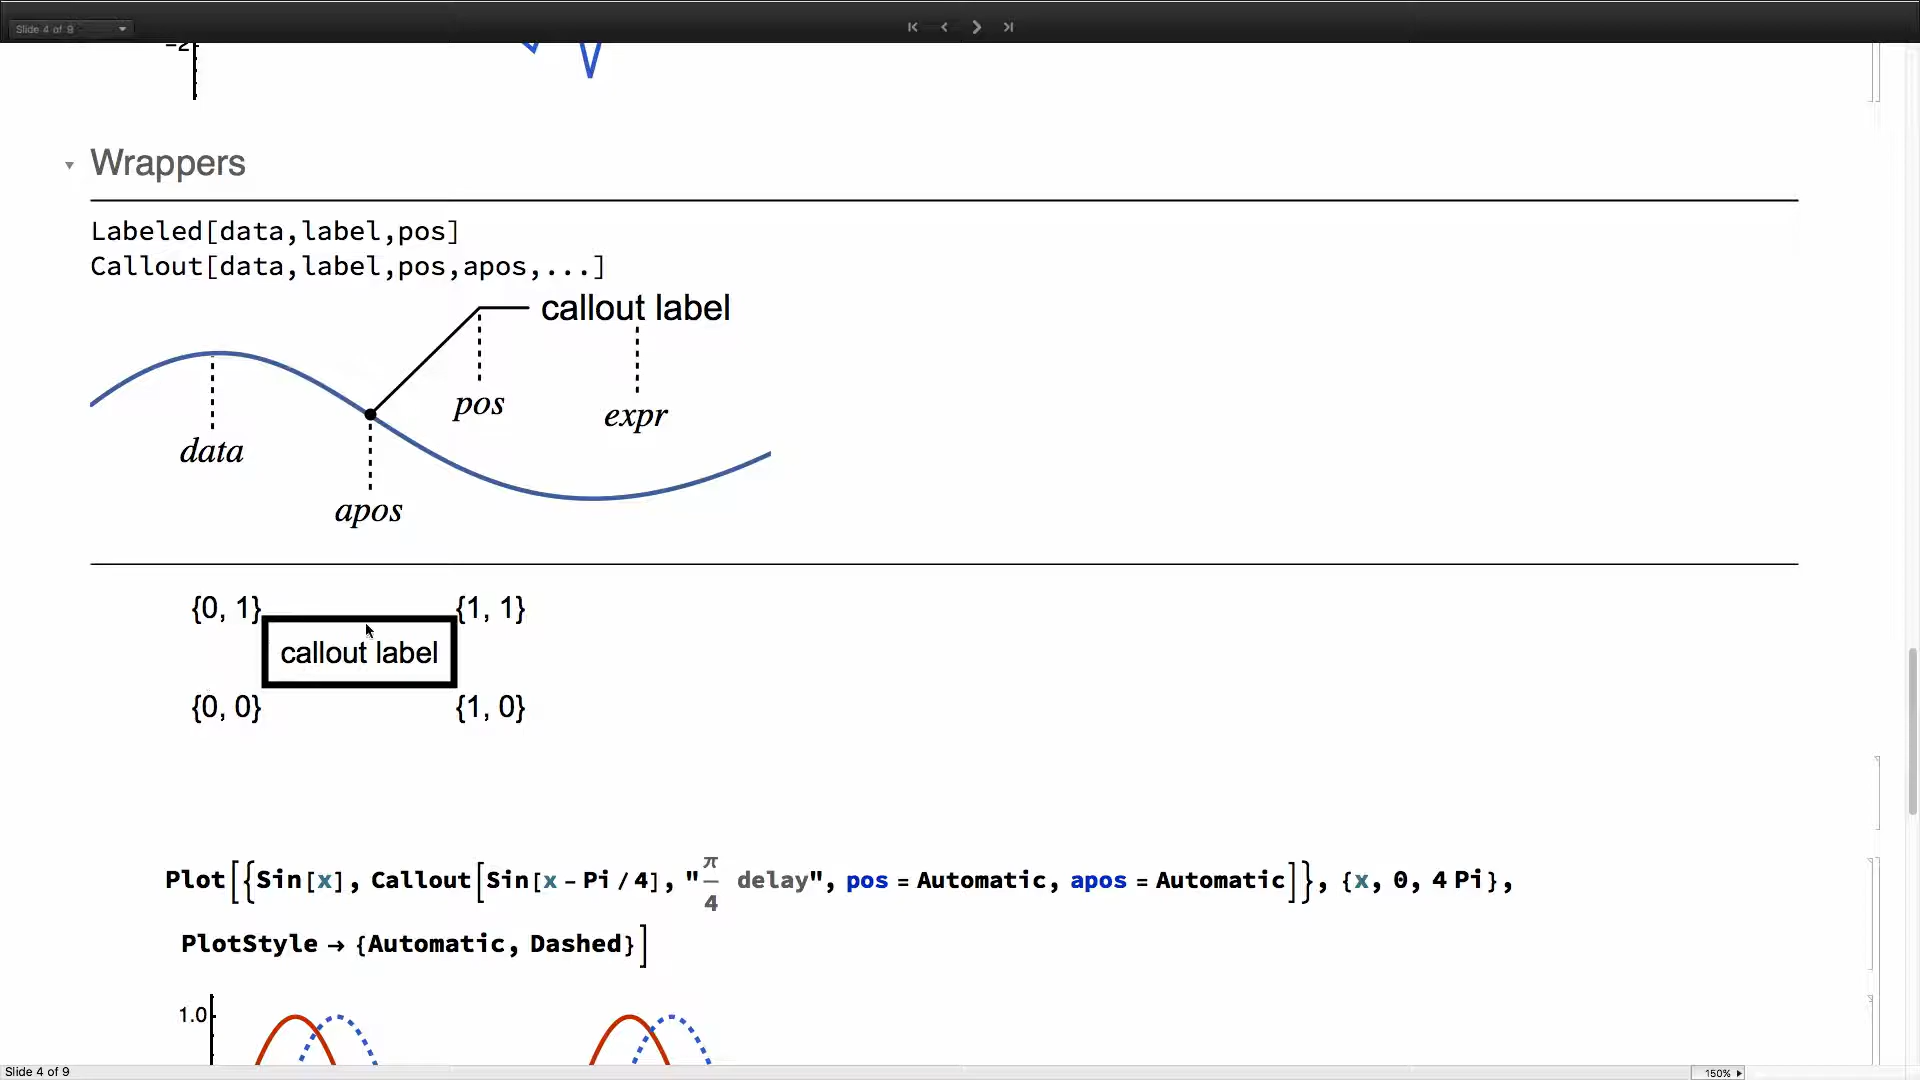 Slide 4 of 9
-2
Wrappers
Labeled[data,label,pos]
Callout[data,label,pos,apos,...]
callout label
pos
expr
data
apos
{0, 1} {1, 1}
callout label
{0, 0} {1, 0}
Plot[{Sin[x], Callout[Sin[x - Pi / 4], "π/4 delay", pos = Automatic, apos = Automatic]}, {x, 0, 4 Pi},
PlotStyle → {Automatic, Dashed}]
1.0
Slide 4 of 9
150%